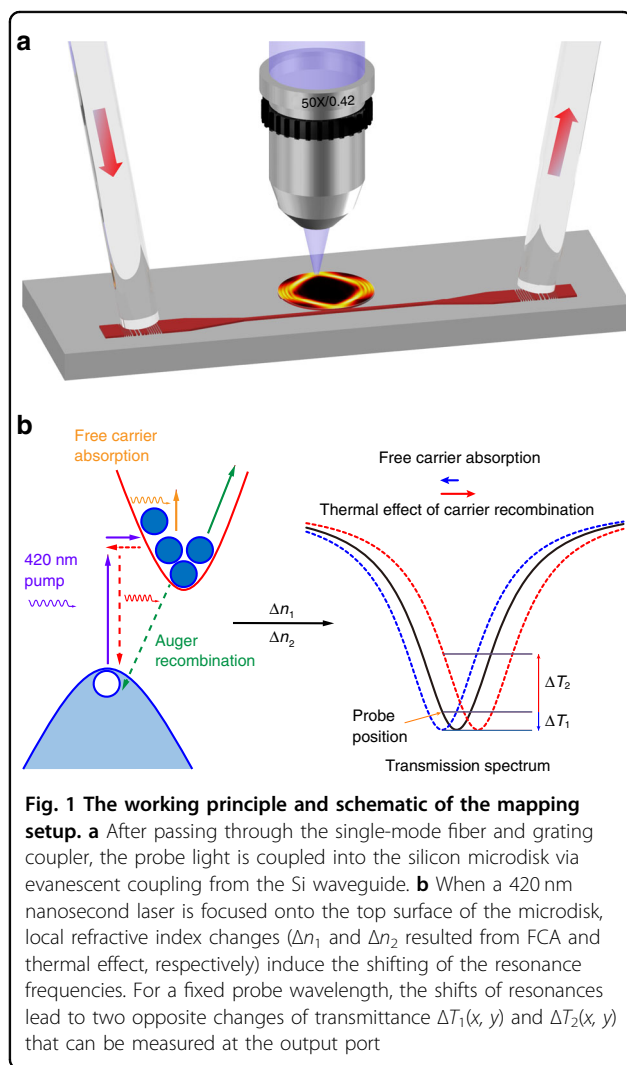 a
50X/0.42
b
Free carrier
absorption
420 nm
pump
Auger
recombination
Δn₁
Δn₂
Free carrier absorption
Thermal effect of carrier recombination
ΔT₂
ΔT₁
Probe
position
Transmission spectrum
Fig. 1 The working principle and schematic of the mapping
setup. a After passing through the single-mode fiber and grating
coupler, the probe light is coupled into the silicon microdisk via
evanescent coupling from the Si waveguide. b When a 420 nm
nanosecond laser is focused onto the top surface of the microdisk,
local refractive index changes (Δn₁ and Δn₂ resulted from FCA and
thermal effect, respectively) induce the shifting of the resonance
frequencies. For a fixed probe wavelength, the shifts of resonances
lead to two opposite changes of transmittance ΔT₁(x, y) and ΔT₂(x, y)
that can be measured at the output port